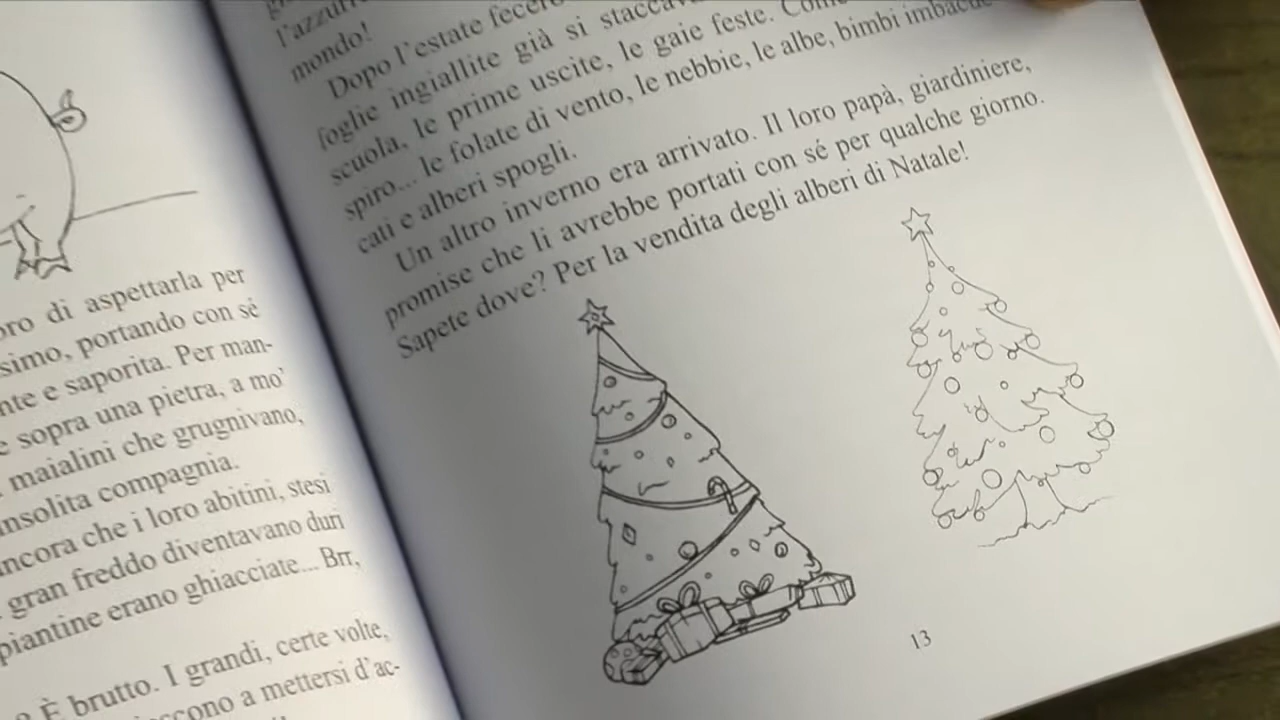 oro di aspettarla per
simo, portando con sé
nte e saporita. Per man-
e sopra una pietra, a mo'
maialini che grugnivano,
nsolita compagnia.
ancora che i loro abitini, stesi
gran freddo diventavano duri
piantine erano ghiacciate... Brr,
È brutto. I grandi, certe volte,
a mettersi d'ac-
l'azzurro
mondo!
Dopo l'estate fecero
foglie ingiallite già si staccav
scuola, le prime uscite, le gaie feste. Come
spiro... le folate di vento, le nebbie, le albe, bimbi imbacuc
cati e alberi spogli.
Un altro inverno era arrivato. Il loro papà, giardiniere,
promise che li avrebbe portati con sé per qualche giorno.
Sapete dove? Per la vendita degli alberi di Natale!
13